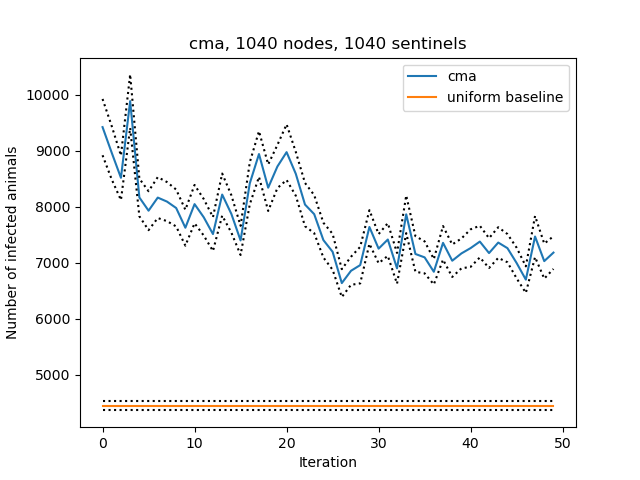 cma, 1040 nodes, 1040 sentinels
cma
uniform baseline
Number of infected animals
10000
9000
8000
7000
6000
5000
0
10
20
30
40
50
Iteration